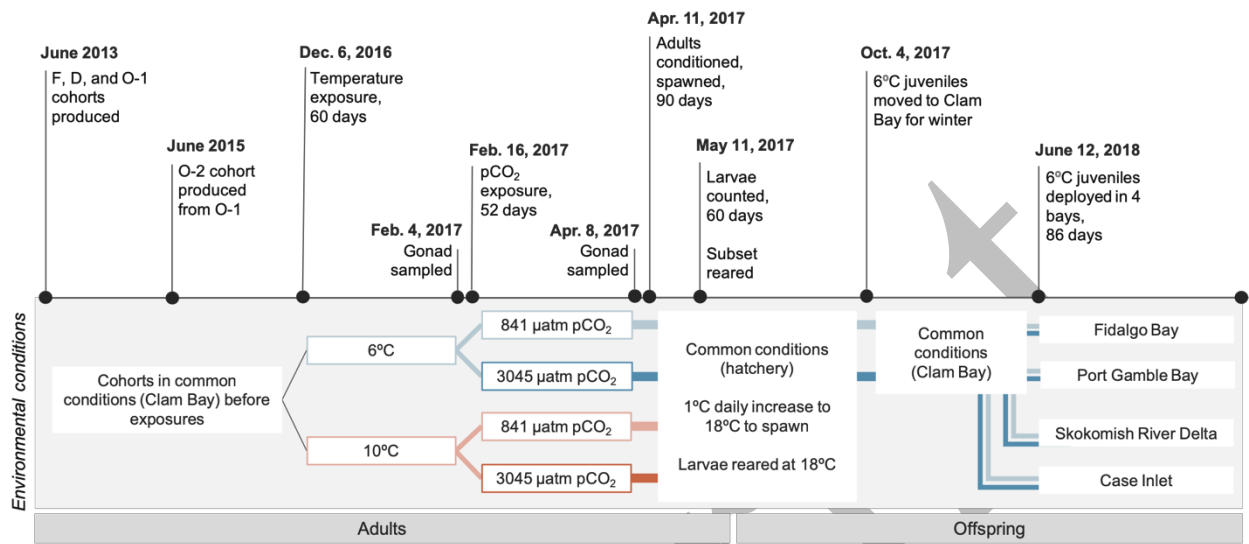 June 2013
F, D, and O-1
cohorts
produced
June 2015
O-2 cohort
produced
from O-1
Dec. 6, 2016
Temperature
exposure,
60 days
Feb. 4, 2017
Gonad
sampled
Feb. 16, 2017
pCO₂
exposure,
52 days
Apr. 8, 2017
Gonad
sampled
Apr. 11, 2017
Adults
conditioned,
spawned,
90 days
May 11, 2017
Larvae
counted,
60 days
Subset
reared
Oct. 4, 2017
6ºC juveniles
moved to Clam
Bay for winter
June 12, 2018
6ºC juveniles
deployed in 4
bays,
86 days
Environmental conditions
Cohorts in common
conditions (Clam Bay) before
exposures
6ºC
10ºC
841 µatm pCO₂
3045 µatm pCO₂
841 µatm pCO₂
3045 µatm pCO₂
Common conditions
(hatchery)
1ºC daily increase to
18ºC to spawn
Larvae reared at 18ºC
Common
conditions
(Clam Bay)
Fidalgo Bay
Port Gamble Bay
Skokomish River Delta
Case Inlet
Adults
Offspring